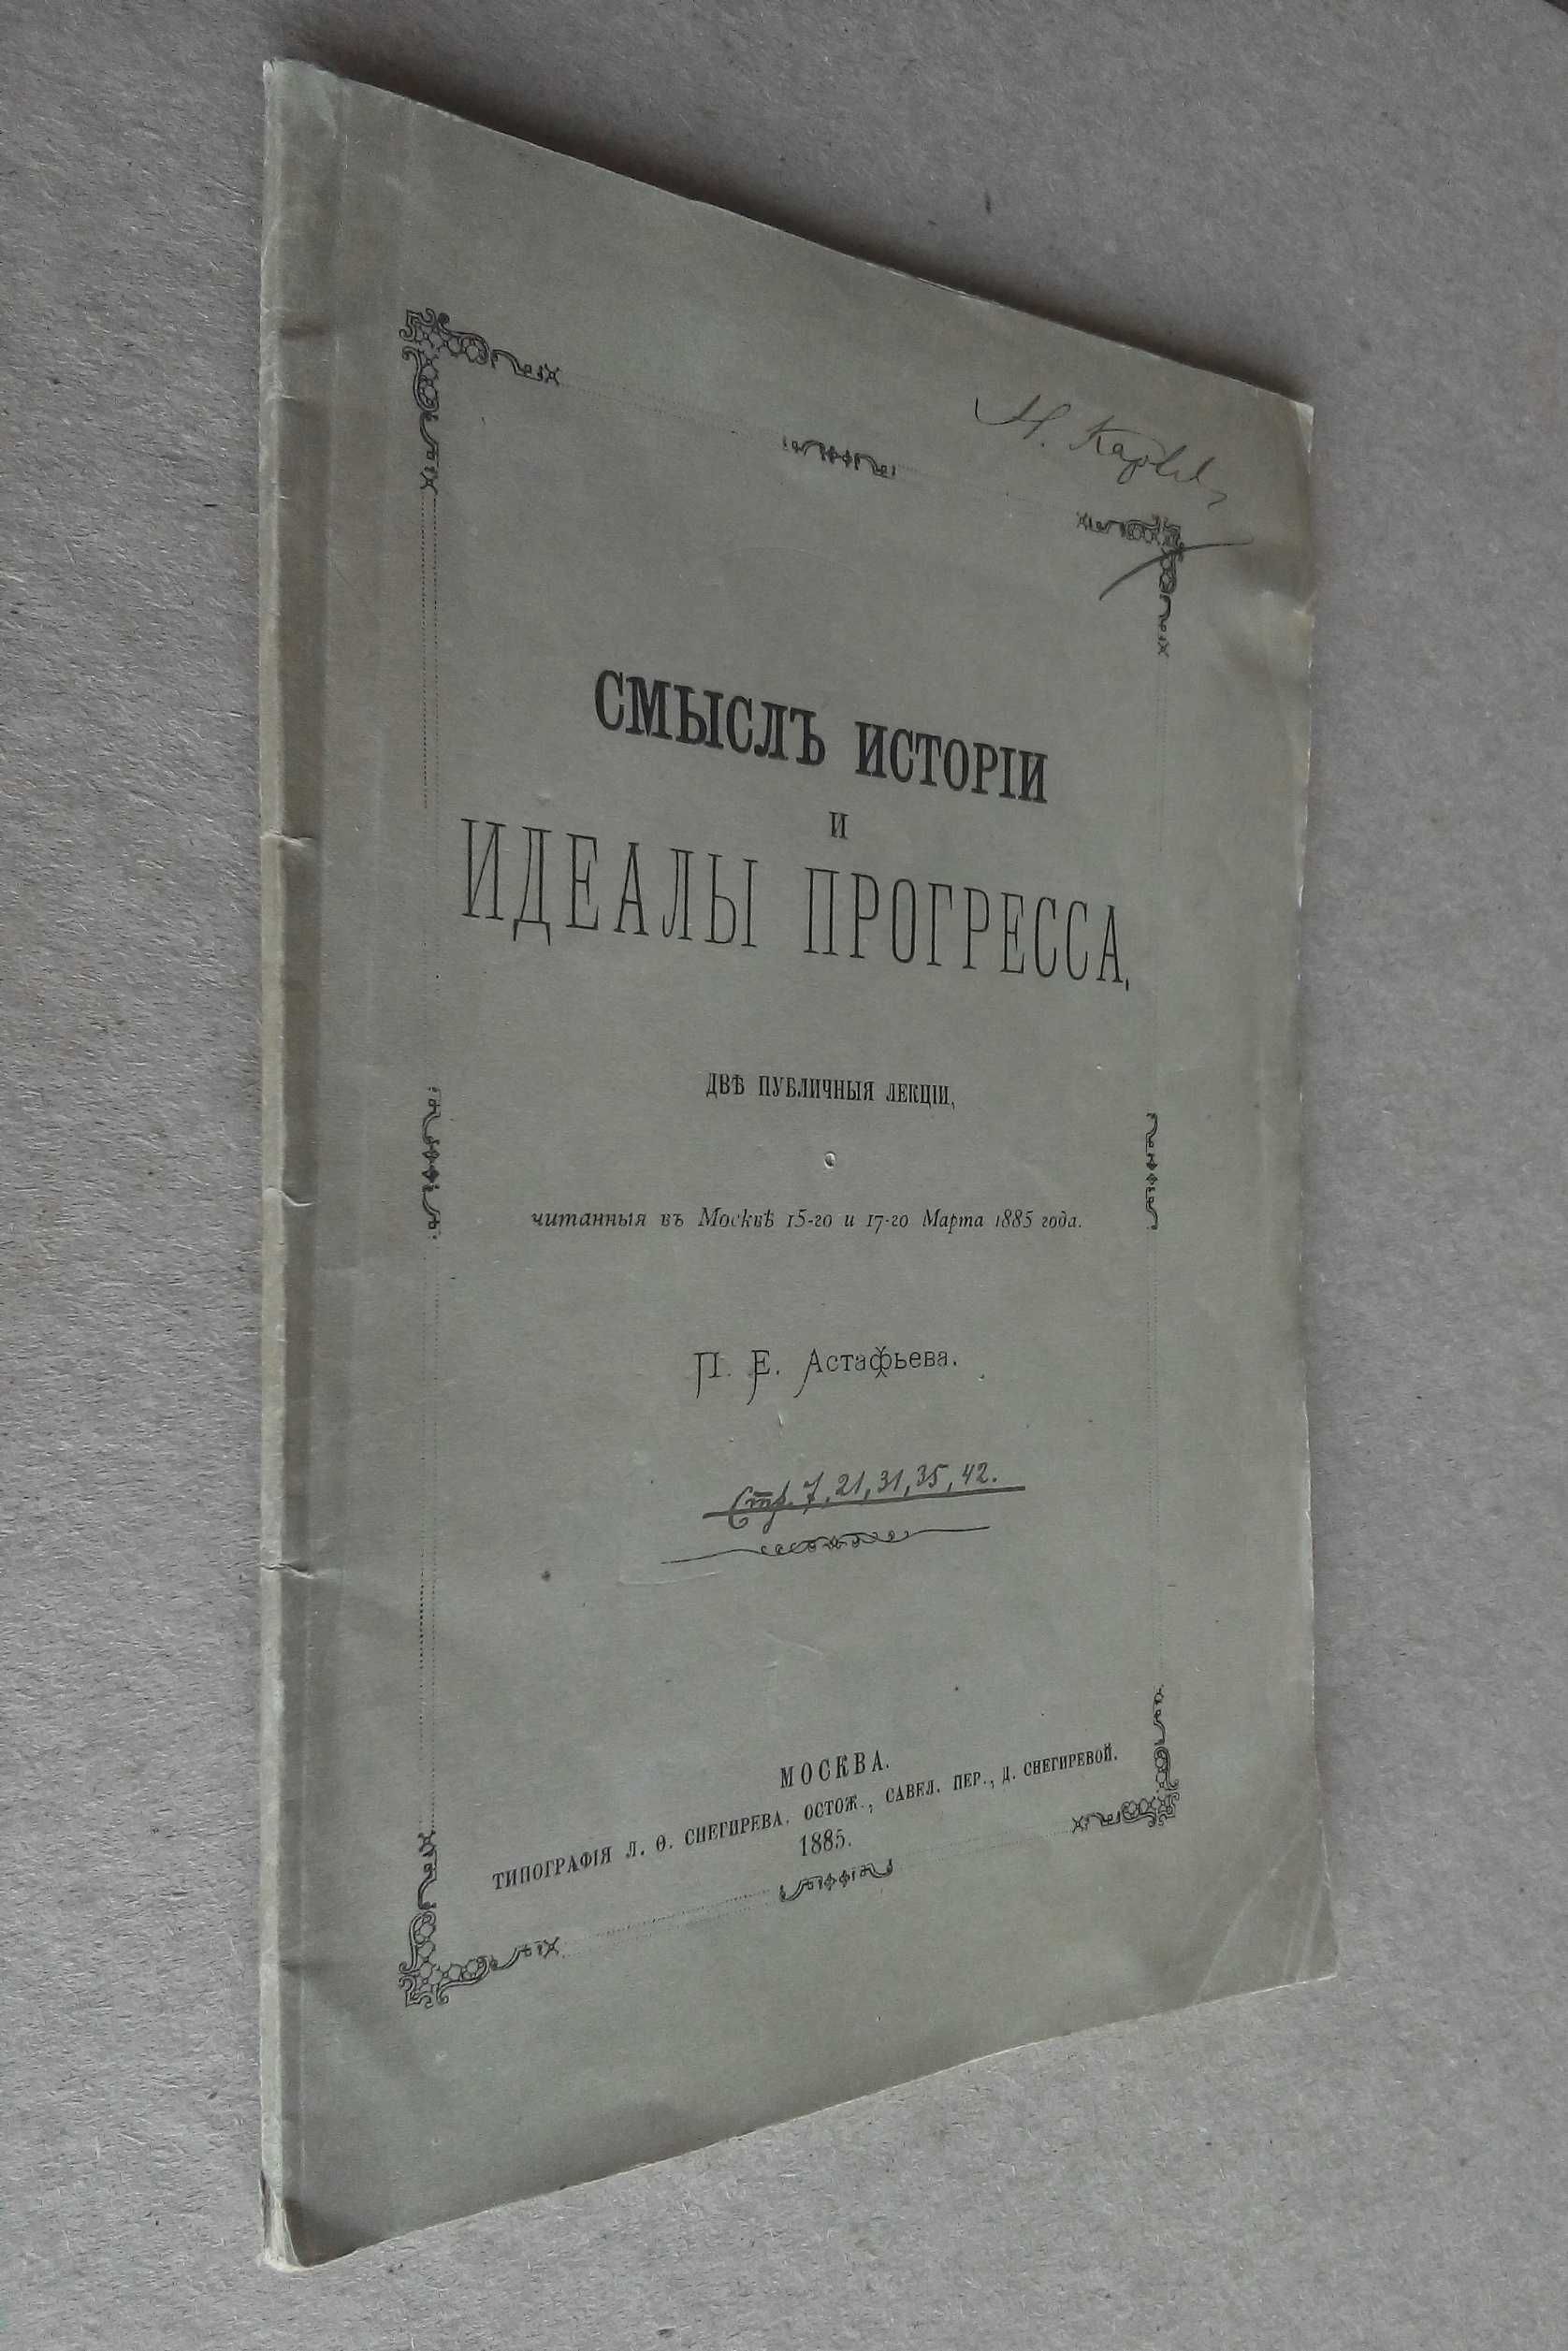 Н. Карѣев
СМЫСЛЪ ИСТОРІИ
И
ИДЕАЛЫ ПРОГРЕССА,
ДВѢ ПУБЛИЧНЫЯ ЛЕКЦІИ,
читанныя въ Москвѣ 15-го и 17-го Марта 1885 года.
П. Е. Астафьева.
Стр. 7, 21, 31, 35, 42.
МОСКВА.
ТИПОГРАФІЯ Л. Ѳ. СНЕГИРЕВА. ОСТОЖ., САВЕЛ. ПЕР., Д. СНЕГИРЕВОЙ.
1885.